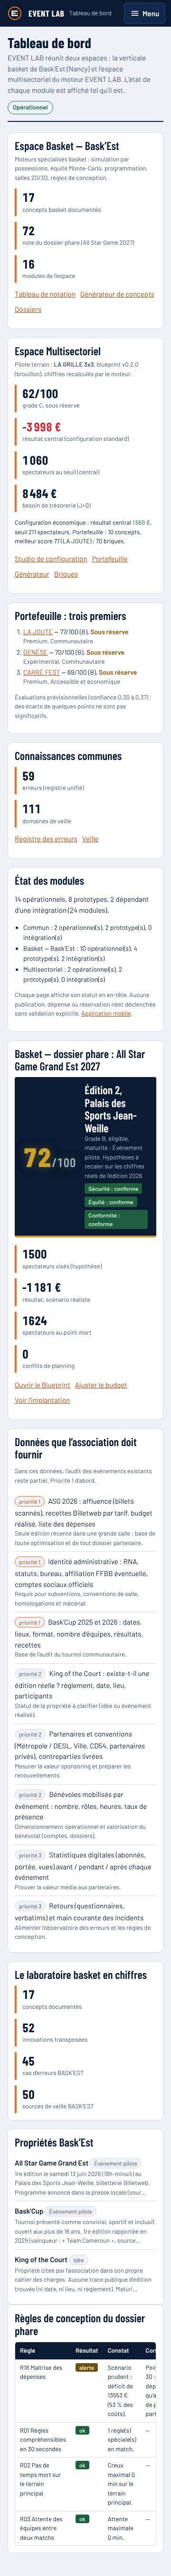 EVENT LAB Tableau de bord Menu
Tableau de bord
EVENT LAB réunit deux espaces : la verticale
basket de Bask'Est (Nancy) et l'espace
multisectoriel du moteur EVENT LAB. L'état de
chaque module est affiché tel qu'il est.
Opérationnel
Espace Basket — Bask'Est
Moteurs spécialisés basket : simulation par
possessions, équité Monte-Carlo, programmation,
salles 2D/3D, règles de conception.
17
concepts basket documentés
72
note du dossier phare (All Star Game 2027)
16
modules de l'espace
Tableau de notation Générateur de concepts
Dossiers
Espace Multisectoriel
Pilote terrain : LA GRILLE 3x3, blueprint v0.2.0
(brouillon), chiffres recalculés par le moteur.
62/100
grade C, sous réserve
-3 998 €
résultat central (configuration standard)
1 060
spectateurs au seuil (central)
8 484 €
besoin de trésorerie (J+0)
Configuration économique : résultat central 1 569 €,
seuil 211 spectateurs. Portefeuille : 10 concepts,
meilleur score 77 (LA JOUTE) ; 70 briques.
Studio de configuration Portefeuille
Générateur Briques
Portefeuille : trois premiers
1. LA JOUTE — 77/100 (B), Sous réserve
Premium, Communautaire
2. GENÈSE — 70/100 (B), Sous réserve
Expérimental, Communautaire
3. CARRÉ FEST — 69/100 (B), Sous réserve
Premium, Accessible et économique
Évaluations prévisionnelles (confiance 0,30 à 0,37) :
des écarts de quelques points ne sont pas
significatifs.
Connaissances communes
59
erreurs (registre unifié)
111
domaines de veille
Registre des erreurs Veille
État des modules
14 opérationnels, 8 prototypes, 2 dépendant
d'une intégration (24 modules).
Commun : 2 opérationnel(s), 2 prototype(s), 0
intégration(s)
Basket — Bask'Est : 10 opérationnel(s), 4
prototype(s), 2 intégration(s)
Multisectoriel : 2 opérationnel(s), 2
prototype(s), 0 intégration(s)
Chaque page affiche son statut en en-tête. Aucune
publication, dépense ou réservation n'est déclenchée
sans validation explicite. Application mobile.
Basket — dossier phare : All Star
Game Grand Est 2027
72/100
Édition 2,
Palais des
Sports Jean-
Weille
Grade B, éligible,
maturité : Événement
pilote. Hypothèses à
recaler sur les chiffres
réels de l'édition 2026
Sécurité : conforme
Équité : conforme
Conformité :
conforme
1500
spectateurs visés (hypothèse)
-1 181 €
résultat, scénario réaliste
1624
spectateurs au point mort
0
conflits de planning
Ouvrir le Blueprint Ajuster le budget
Voir l'implantation
Données que l'association doit
fournir
Sans ces données, l'audit des événements existants
reste partiel. Priorité 1 d'abord.
priorité 1 ASG 2026 : affluence (billets
scannés), recettes Billetweb par tarif, budget
réalisé, liste des dépenses
Seule édition récente dans une grande salle : base de
toute optimisation et de tout dossier partenaire.
priorité 1 Identité administrative : RNA,
statuts, bureau, affiliation FFBB éventuelle,
comptes sociaux officiels
Requis pour subventions, conventions de salle,
homologations et mécénat.
priorité 1 Bask'Cup 2025 et 2026 : dates,
lieux, format, nombre d'équipes, résultats,
recettes
Base de l'audit du tournoi communautaire.
priorité 2 King of the Court : existe-t-il une
édition réelle ? règlement, date, lieu,
participants
Statut de la propriété à clarifier (idée ou événement
réalisé).
priorité 2 Partenaires et conventions
(Métropole / DESL, Ville, CD54, partenaires
privés), contreparties livrées
Mesurer la valeur sponsoring et préparer les
renouvellements.
priorité 2 Bénévoles mobilisés par
événement : nombre, rôles, heures, taux de
présence
Dimensionnement opérationnel et valorisation du
bénévolat (comptes, dossiers).
priorité 3 Statistiques digitales (abonnés,
portée, vues) avant / pendant / après chaque
événement
Prouver la valeur média aux partenaires.
priorité 3 Retours (questionnaires,
verbatims) et main courante des incidents
Alimenter l'observatoire des erreurs et les règles de
conception.
Le laboratoire basket en chiffres
17
concepts documentés
52
innovations transposées
45
cas d'erreurs BASK'EST
50
sources de veille BASK'EST
Propriétés Bask'Est
All Star Game Grand Est Événement pilote
1re édition le samedi 13 juin 2026 (18h-minuit) au
Palais des Sports Jean-Weille, billetterie Billetweb.
Programme annoncé dans la presse locale (sour…
Bask'Cup Événement pilote
Tournoi présenté comme convivial, sportif et inclusif,
ouvert aux plus de 16 ans. 1re édition rapportée en
2025 (vainqueur : « Team Cameroun », source…
King of the Court Idée
Propriété citée par l'association dans son propre
cahier des charges. Aucune trace publique d'édition
trouvée (ni date, ni lieu, ni règlement). Maturi…
Règles de conception du dossier
phare
Règle Résultat Constat
R18 Maîtrise des
dépenses
alerte
Scénario
prudent :
déficit de
13553 €
(53 % des
coûts).
R01 Règles
compréhensibles
en 30 secondes
ok
1 règle(s)
spéciale(s)
en match.
—
R02 Pas de
temps mort sur
le terrain
principal
ok
Creux
maximal 0
min sur le
terrain
principal.
—
R03 Attente des
équipes entre
deux matchs
ok
Attente
maximale
0 min.
—